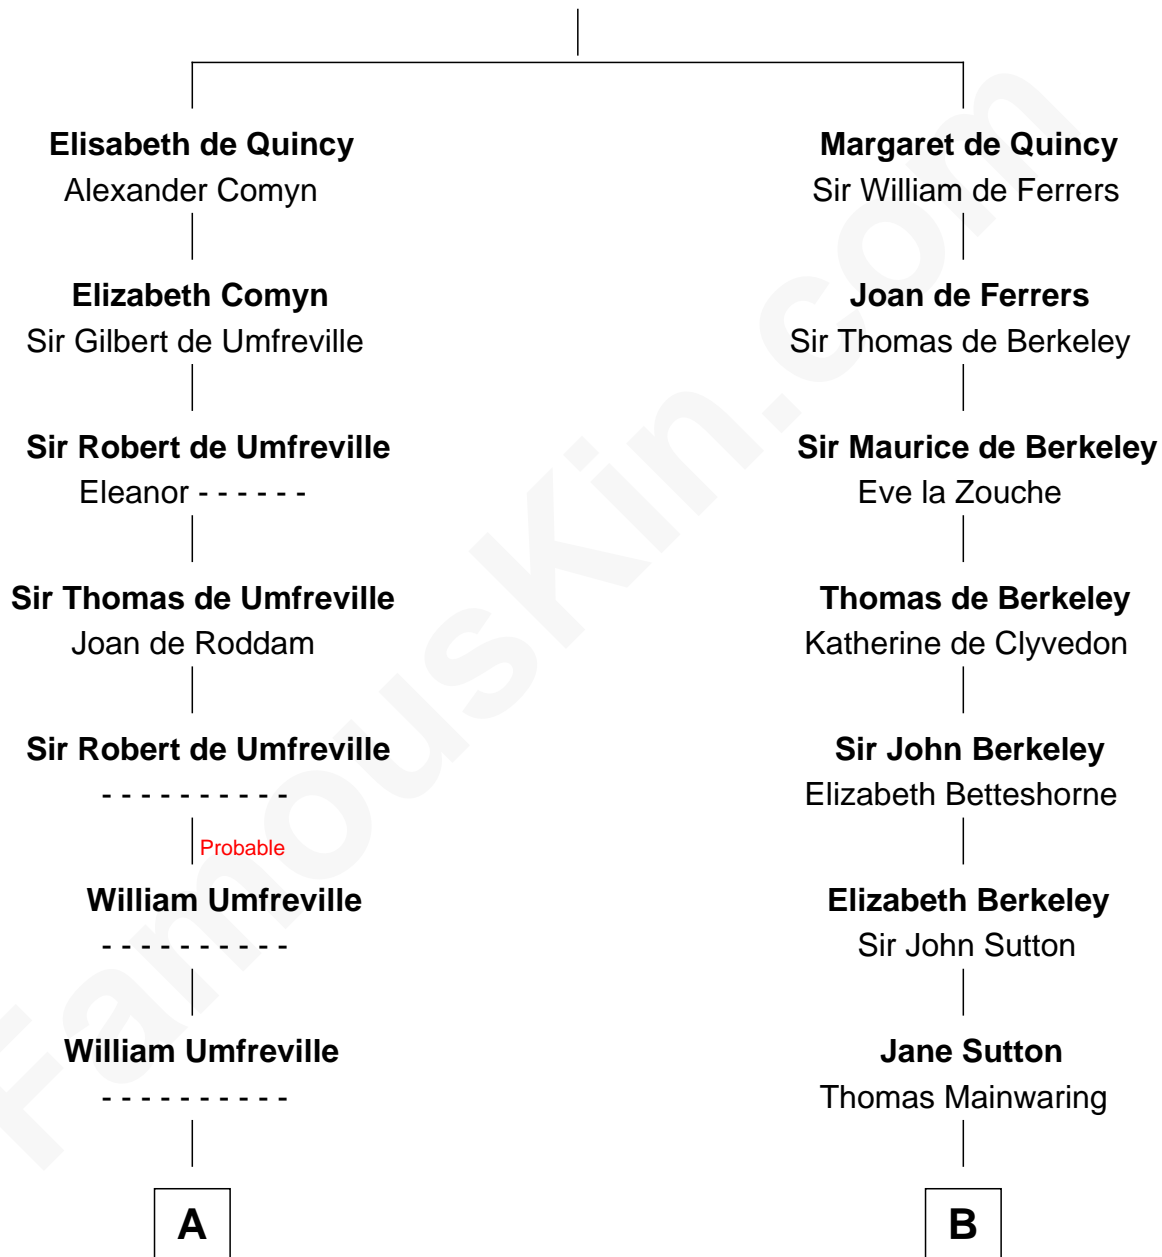 Elisabeth de Quincy
Alexander Comyn
Margaret de Quincy
Sir William de Ferrers
Elizabeth Comyn
Sir Gilbert de Umfreville
Joan de Ferrers
Sir Thomas de Berkeley
Sir Robert de Umfreville
Eleanor - - - - - -
Sir Maurice de Berkeley
Eve la Zouche
Sir Thomas de Umfreville
Joan de Roddam
Thomas de Berkeley
Katherine de Clyvedon
Sir Robert de Umfreville
- - - - - - - - - -
Sir John Berkeley
Elizabeth Betteshorne
Probable
William Umfreville
- - - - - - - - - -
Elizabeth Berkeley
Sir John Sutton
William Umfreville
- - - - - - - - - -
Jane Sutton
Thomas Mainwaring
A
B
FamousKin.com